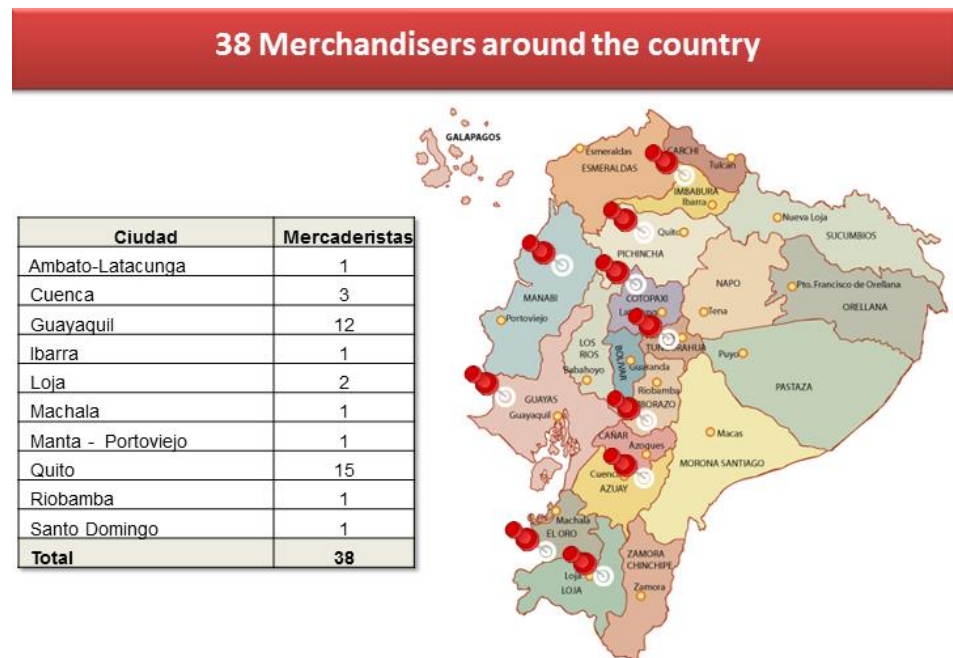 38 Merchandisers around the country
Ciudad Mercaderistas
Ambato-Latacunga 1
Cuenca 3
Guayaquil 12
Ibarra 1
Loja 2
Machala 1
Manta - Portoviejo 1
Quito 15
Riobamba 1
Santo Domingo 1
Total 38
GALAPAGOS
Esmeraldas
ESMERALDAS
CARCHI
Tulcan
IMBABURA
Ibarra
Nueva Loja
SUCUMBIOS
Quito
PICHINCHA
MANABI
Portoviejo
COTOPAXI
NAPO
Tena
Pto. Francisco de Orellana
ORELLANA
LOS
RIOS
Babahoyo
BOLIVAR
Guaranda
Puyo
PASTAZA
Riobamba
GUAYAS
Guayaquil
Macas
MORONA SANTIAGO
CAÑAR
Azogues
AZUAY
Machala
EL ORO
Loja
LOJA
ZAMORA
CHINCHIPE
Zamora